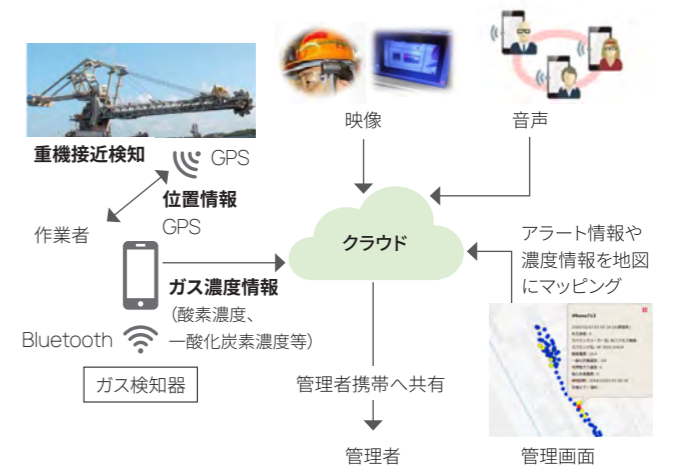 映像
音声
重機接近検知
GPS
位置情報
GPS
作業者
クラウド
アラート情報や
濃度情報を地図
にマッピング
ガス濃度情報
（酸素濃度、
一酸化炭素濃度等）
Bluetooth
ガス検知器
管理者携帯へ共有
管理者
管理画面